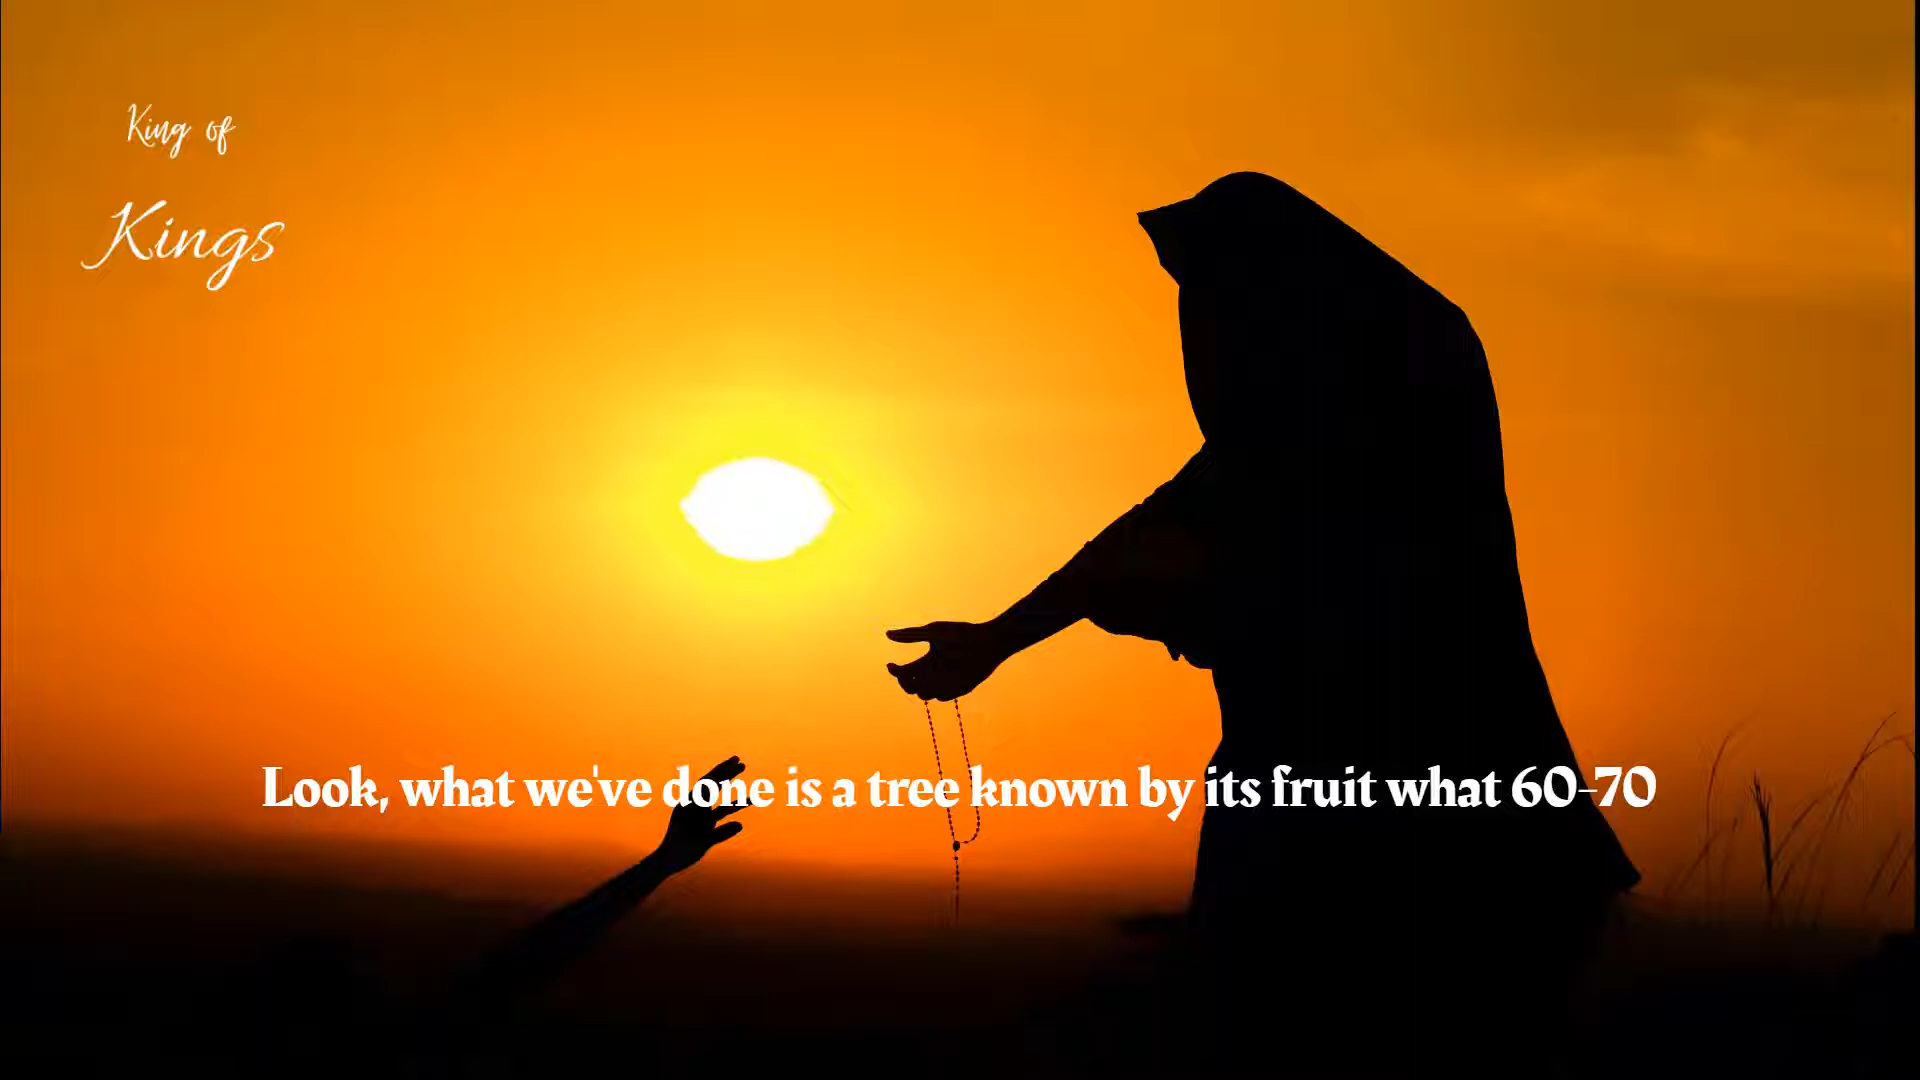 King of
Kings
Look, what we've done is a tree known by its fruit what 60-70